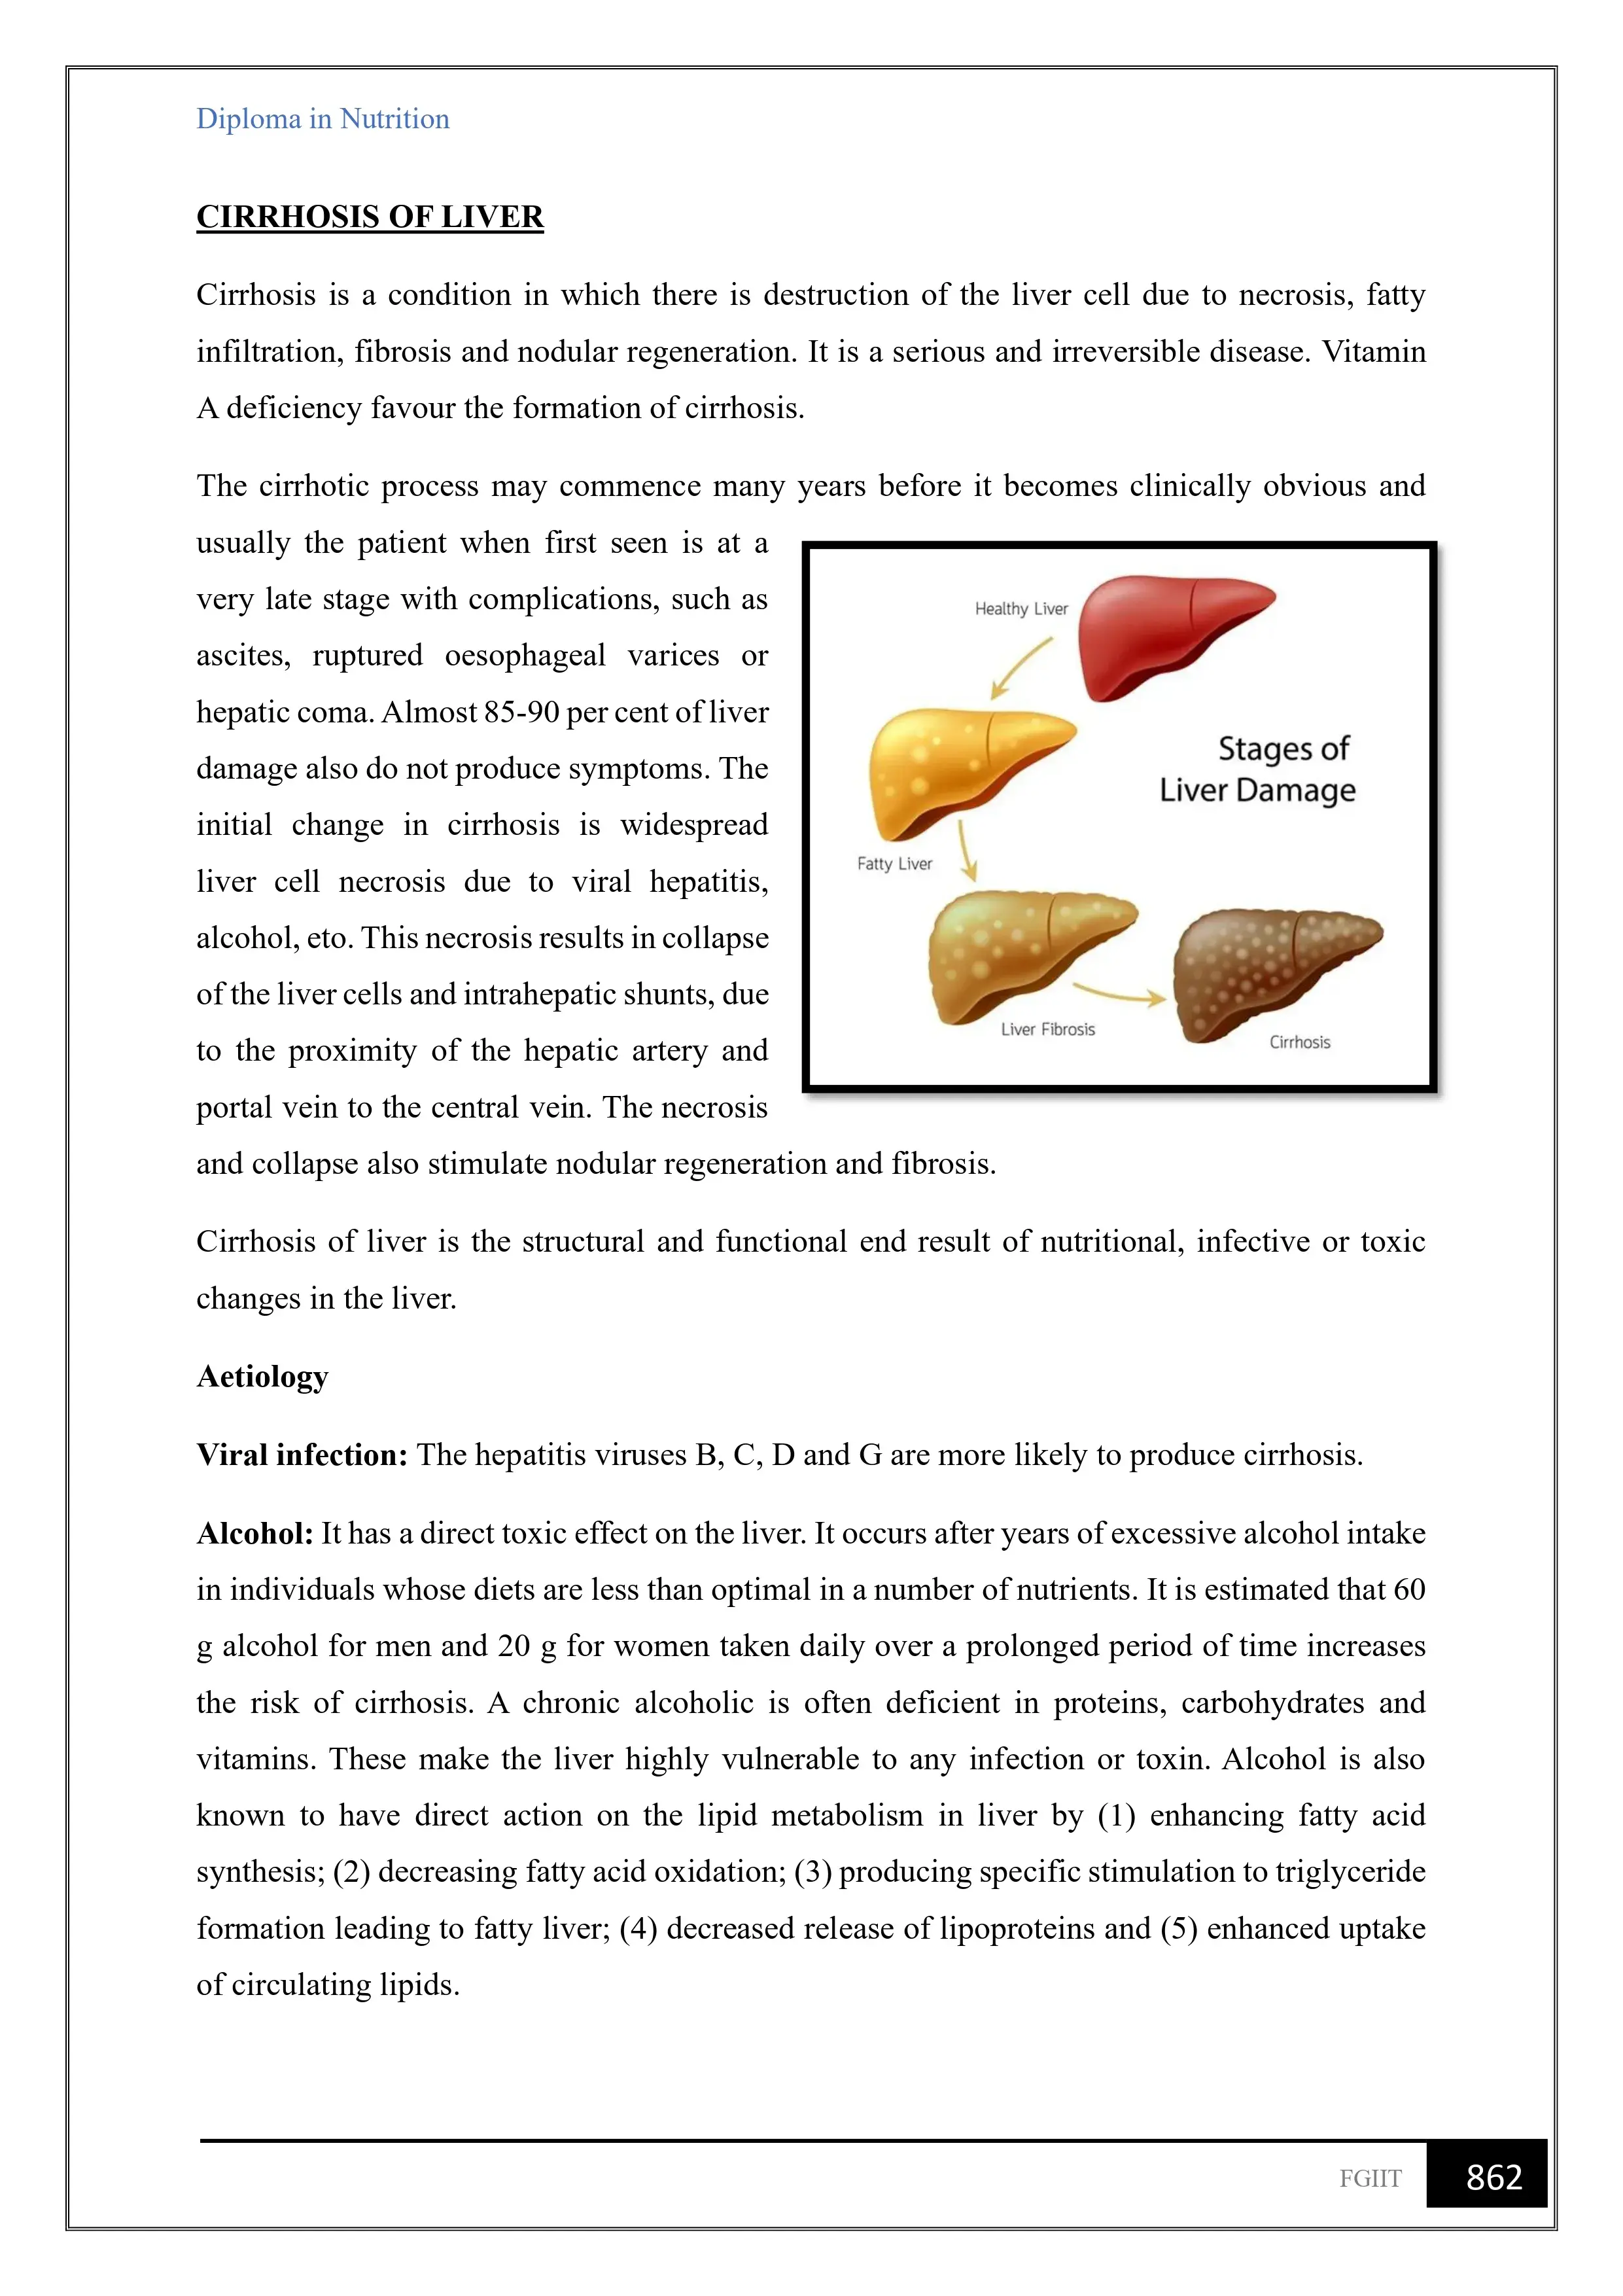 Diploma in Nutrition
CIRRHOSIS OF LIVER
Cirrhosis is a condition in which there is destruction of the liver cell due to necrosis, fatty
infiltration, fibrosis and nodular regeneration. It is a serious and irreversible disease. Vitamin
A deficiency favour the formation of cirrhosis.
The cirrhotic process may commence many years before it becomes clinically obvious and
usually the patient when first seen is at a
very late stage with complications, such as
ascites, ruptured oesophageal varices or
hepatic coma. Almost 85-90 per cent of liver
damage also do not produce symptoms. The
initial change in cirrhosis is widespread
liver cell necrosis due to viral hepatitis,
alcohol, eto. This necrosis results in collapse
of the liver cells and intrahepatic shunts, due
to the proximity of the hepatic artery and
portal vein to the central vein. The necrosis
and collapse also stimulate nodular regeneration and fibrosis.
Healthy Liver
Stages of
Liver Damage
Fatty Liver
Liver Fibrosis
Cirrhosis
Cirrhosis of liver is the structural and functional end result of nutritional, infective or toxic
changes in the liver.
Aetiology
Viral infection: The hepatitis viruses B, C, D and G are more likely to produce cirrhosis.
Alcohol: It has a direct toxic effect on the liver. It occurs after years of excessive alcohol intake
in individuals whose diets are less than optimal in a number of nutrients. It is estimated that 60
g alcohol for men and 20 g for women taken daily over a prolonged period of time increases
the risk of cirrhosis. A chronic alcoholic is often deficient in proteins, carbohydrates and
vitamins. These make the liver highly vulnerable to any infection or toxin. Alcohol is also
known to have direct action on the lipid metabolism in liver by (1) enhancing fatty acid
synthesis; (2) decreasing fatty acid oxidation; (3) producing specific stimulation to triglyceride
formation leading to fatty liver; (4) decreased release of lipoproteins and (5) enhanced uptake
of circulating lipids.
FGIIT 862